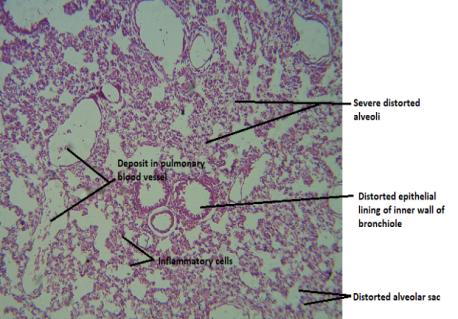 Severe distorted
alveoli
Deposit in pulmonary
blood vessel
Distorted epithelial
lining of inner wall of
bronchiole
Inflammatory cells
Distorted alveolar sac